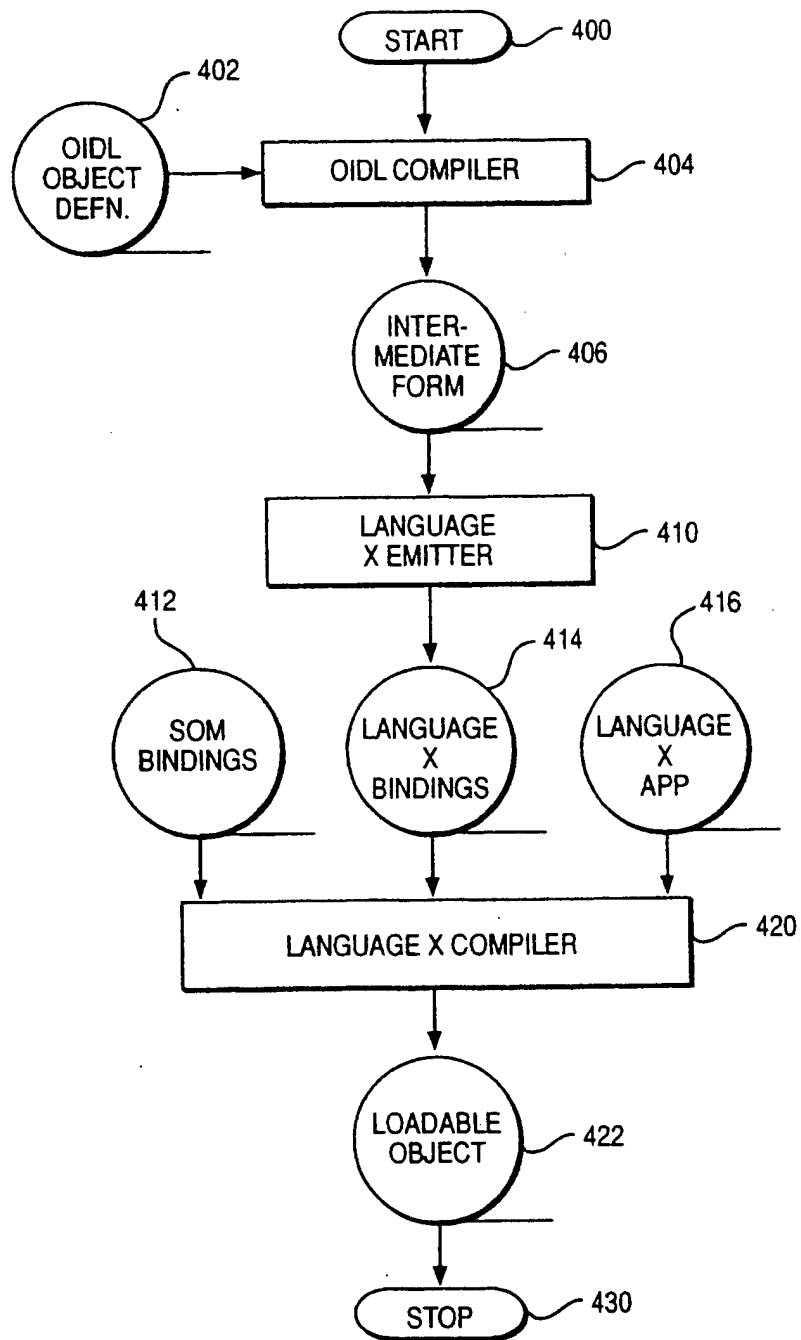 START
400
402
OIDL
OBJECT
DEFN.
OIDL COMPILER
404
INTER-
MEDIATE
FORM
406
LANGUAGE
X EMITTER
410
412
414
416
SOM
BINDINGS
LANGUAGE
X
BINDINGS
LANGUAGE
X
APP
LANGUAGE X COMPILER
420
LOADABLE
OBJECT
422
STOP
430